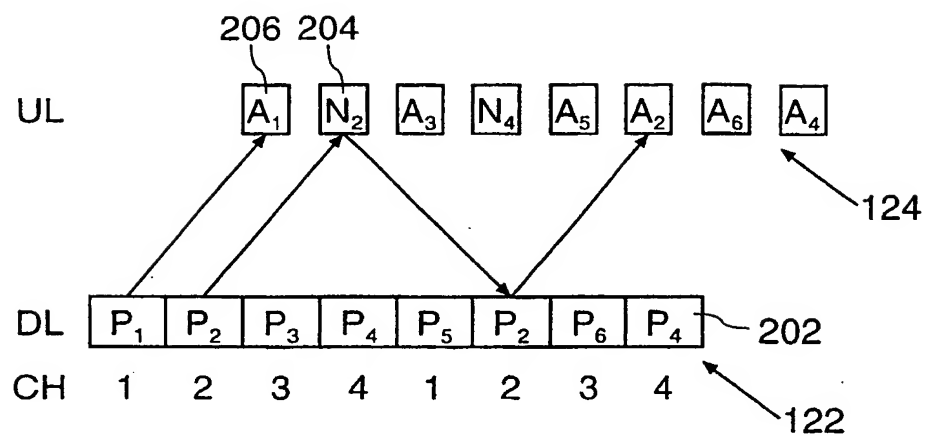 206 204
UL A₁ N₂ A₃ N₄ A₅ A₂ A₆ A₄
124
DL P₁ P₂ P₃ P₄ P₅ P₂ P₆ P₄ 202
CH 1 2 3 4 1 2 3 4
122